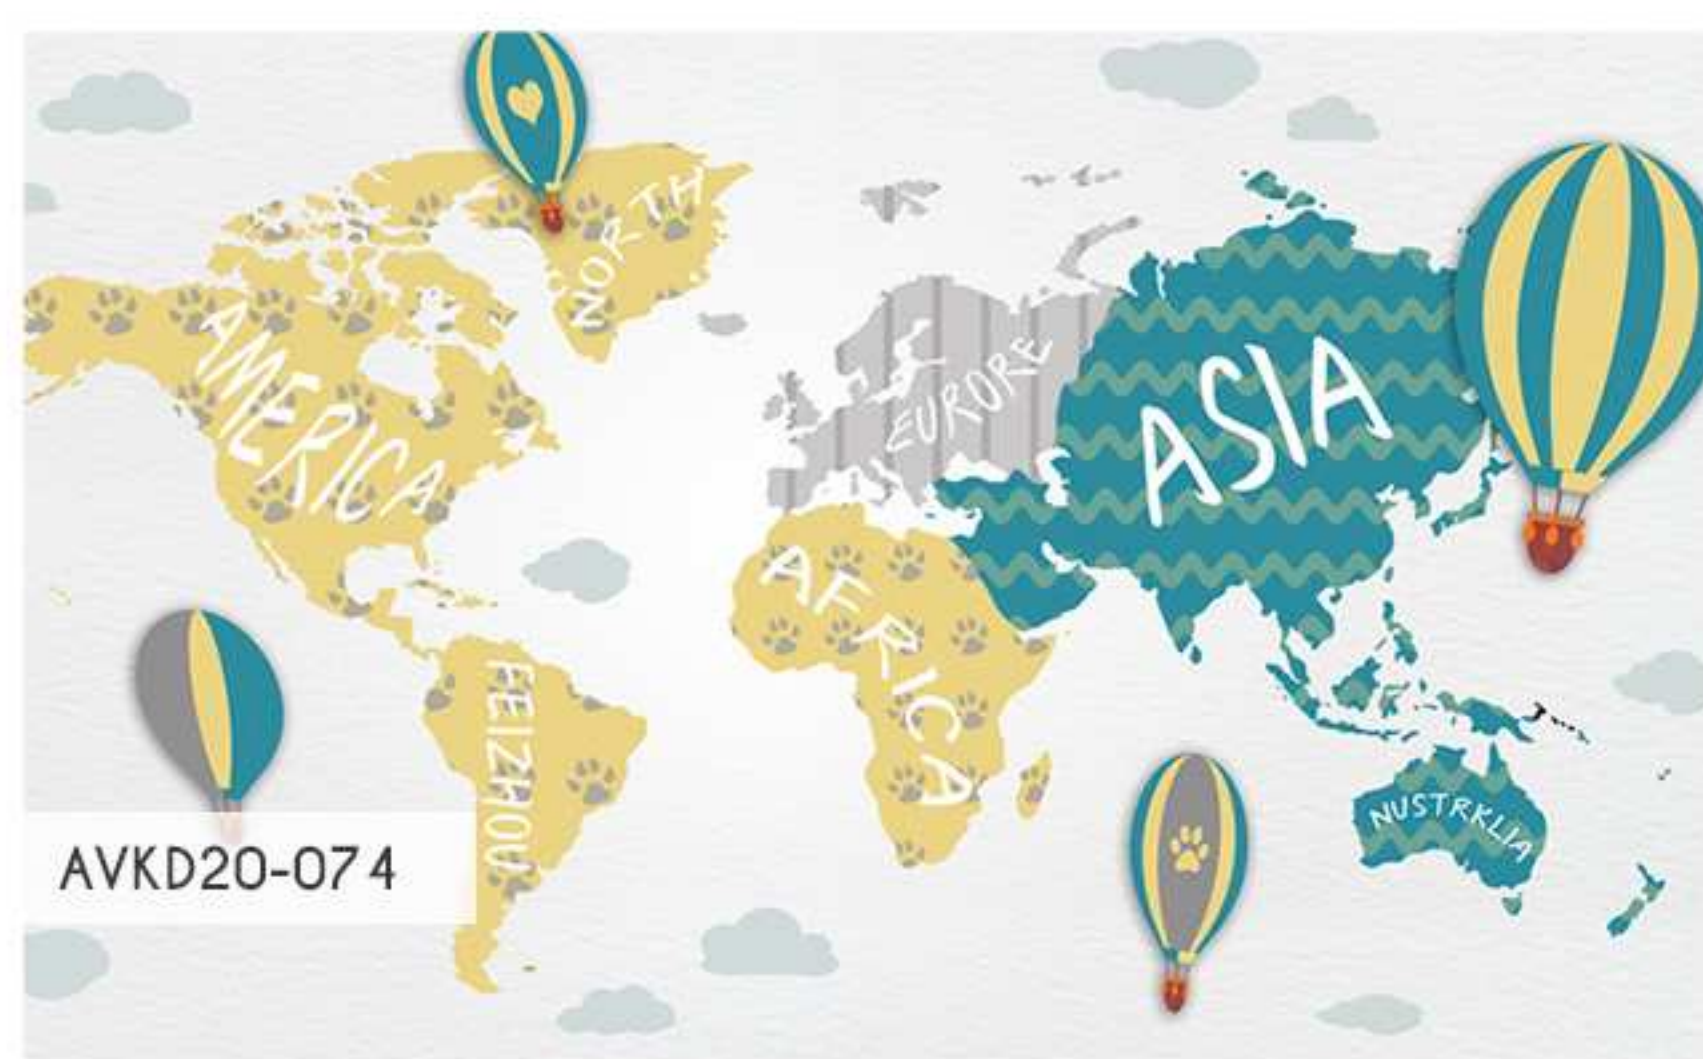 NORTH
AMERICA
EURORE
ASIA
AFRICA
FEIZHOU
NUSTRKLIA
AVKD20-074